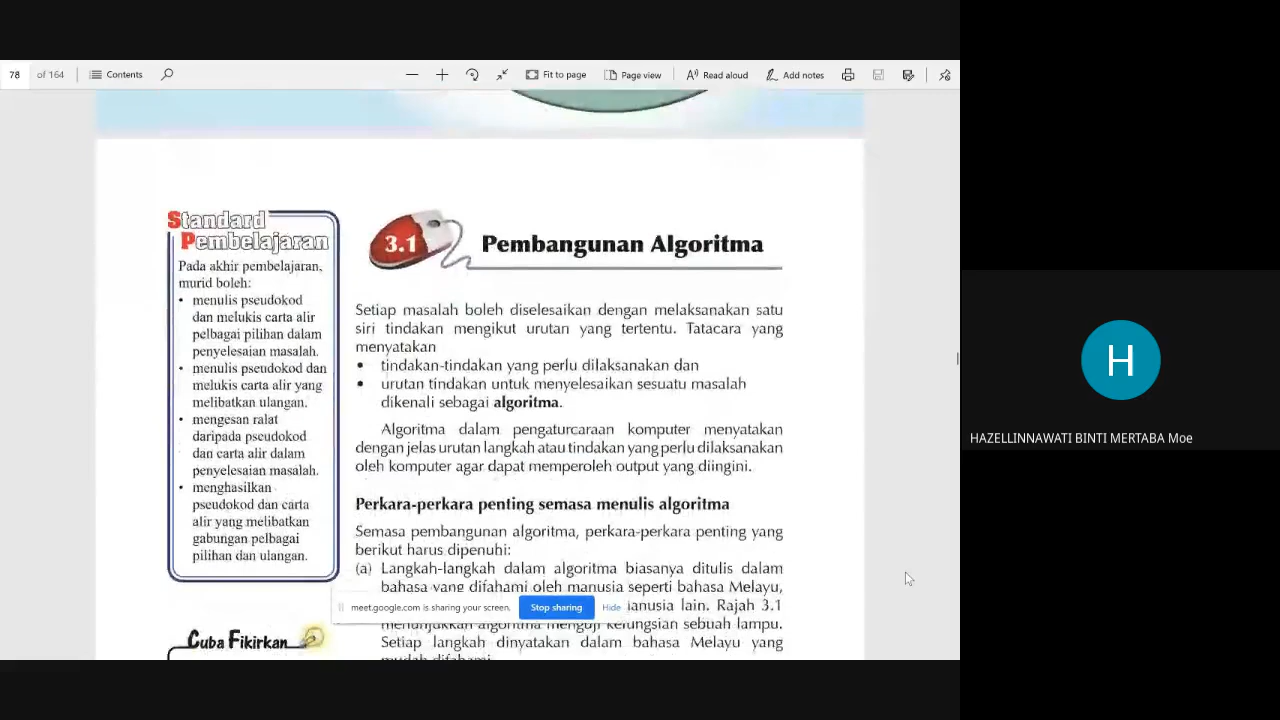 78 of 164 Contents Fit to page Page view Read aloud Add notes
Standard
Pembelajaran
Pada akhir pembelajaran,
murid boleh:
• menulis pseudokod
dan melukis carta alir
pelbagai pilihan dalam
penyelesaian masalah.
• menulis pseudokod dan
melukis carta alir yang
melibatkan ulangan.
• mengesan ralat
daripada pseudokod
dan carta alir dalam
penyelesaian masalah.
• menghasilkan
pseudokod dan carta
alir yang melibatkan
gabungan pelbagai
pilihan dan ulangan.
Cuba Fikirkan
3.1 Pembangunan Algoritma
Setiap masalah boleh diselesaikan dengan melaksanakan satu
siri tindakan mengikut urutan yang tertentu. Tatacara yang
menyatakan
• tindakan-tindakan yang perlu dilaksanakan dan
• urutan tindakan untuk menyelesaikan sesuatu masalah
dikenali sebagai algoritma.
Algoritma dalam pengaturcaraan komputer menyatakan
dengan jelas urutan langkah atau tindakan yang perlu dilaksanakan
oleh komputer agar dapat memperoleh output yang diingini.
Perkara-perkara penting semasa menulis algoritma
Semasa pembangunan algoritma, perkara-perkara penting yang
berikut harus dipenuhi:
(a) Langkah-langkah dalam algoritma biasanya ditulis dalam
bahasa yang difahami oleh manusia seperti bahasa Melayu,
lain. Rajah 3.1
menunjukkan algoritma menguji kefungsian sebuah lampu.
Setiap langkah dinyatakan dalam bahasa Melayu yang
mudah difahami.
meet.google.com is sharing your screen. Stop sharing Hide
H
HAZELLINNAWATI BINTI MERTABA Moe